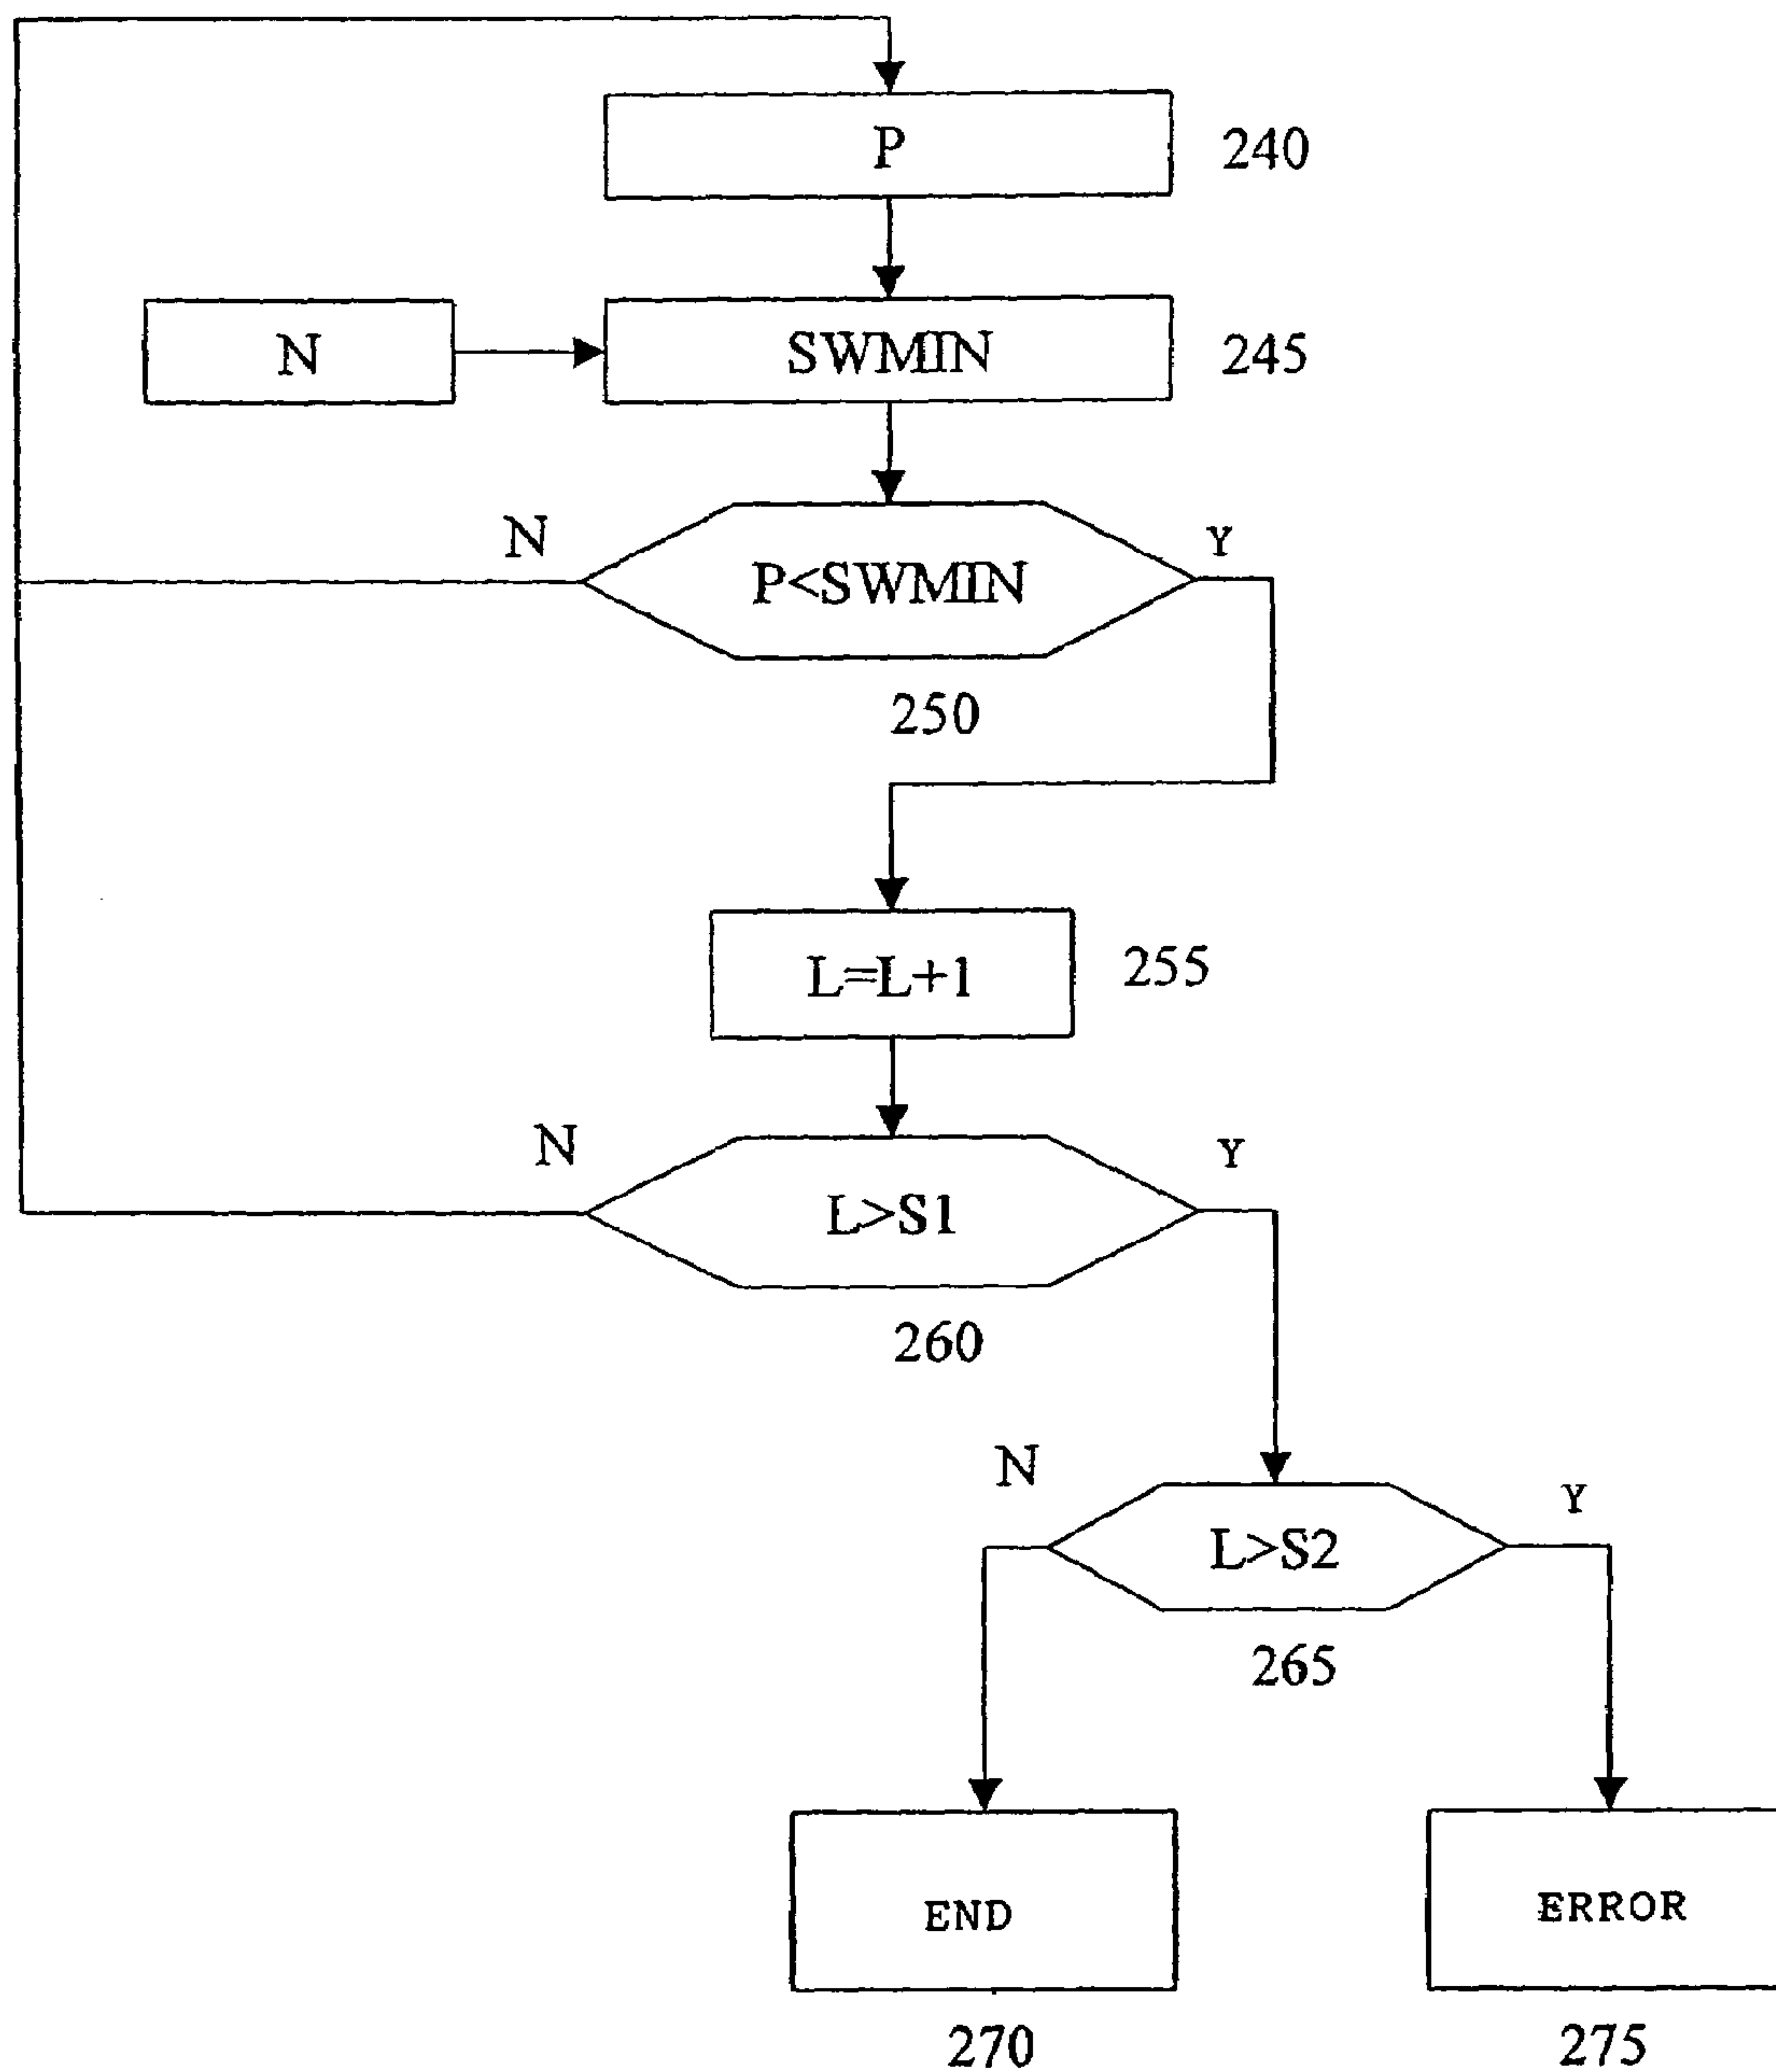 P 240
N SWMIN 245
N Y
P<SWMIN
250
L=L+1 255
N Y
L>S1
260
N Y
L>S2
265
END ERROR
270 275